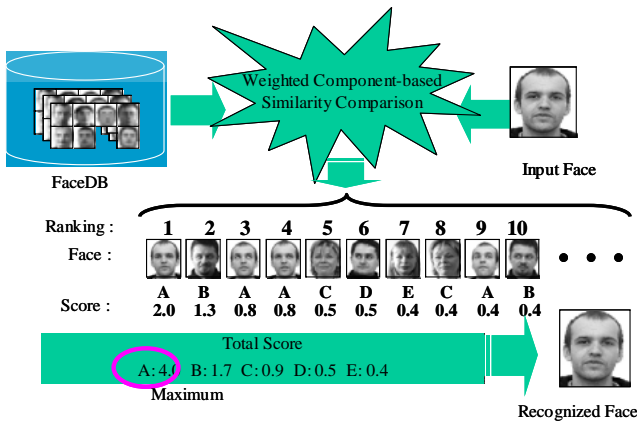 Weighted Component-based
Similarity Comparison
FaceDB
Input Face
Ranking : 1 2 3 4 5 6 7 8 9 10
Face : • • •
A B A A C D E C A B
Score : 2.0 1.3 0.8 0.8 0.5 0.5 0.4 0.4 0.4 0.4
Total Score
A: 4.0 B: 1.7 C: 0.9 D: 0.5 E: 0.4
Maximum
Recognized Face